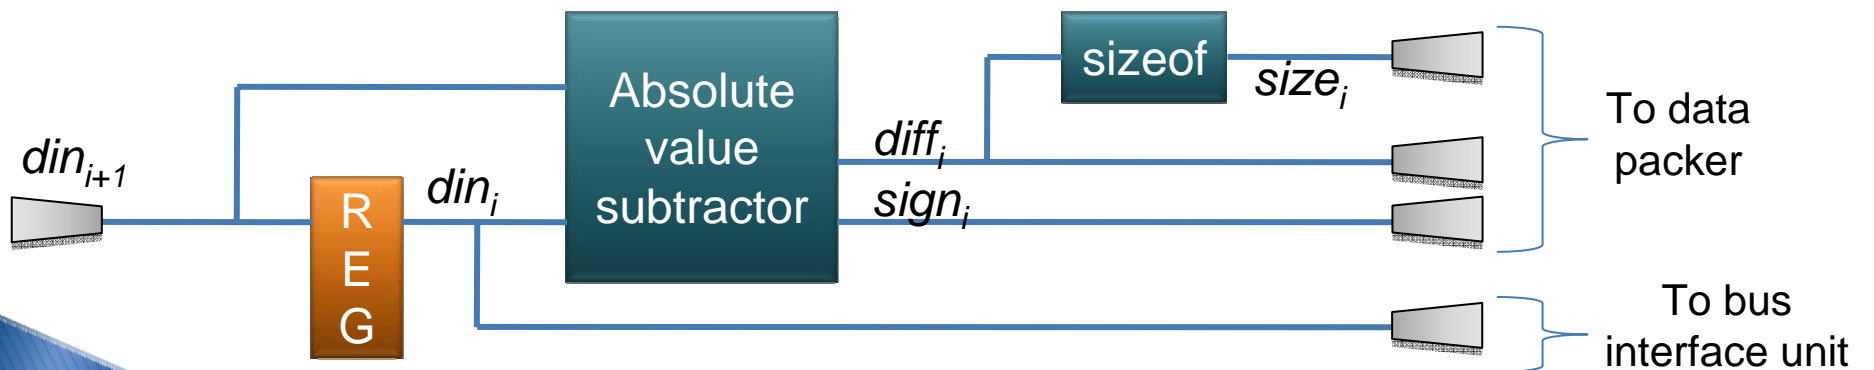 din_{i+1}
R
E
G
din_i
Absolute
value
subtractor
diff_i
sign_i
sizeof
size_i
To data
packer
To bus
interface unit